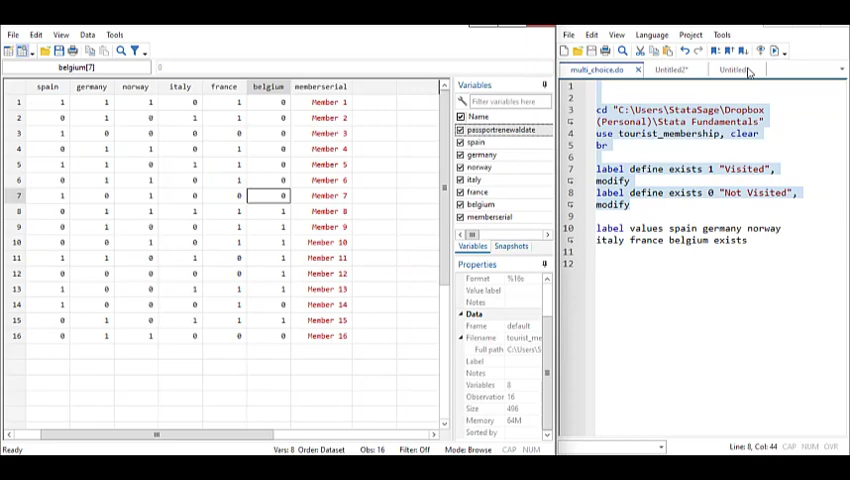 File Edit View Data Tools
belgium[7] 0
spain germany norway italy france belgium memberserial
1 1 1 1 0 1 0 Member 1
2 0 1 0 1 1 0 Member 2
3 1 0 0 0 0 0 Member 3
4 0 1 1 0 1 0 Member 4
5 1 1 0 1 1 1 Member 5
6 0 1 1 0 1 0 Member 6
7 1 0 1 0 0 0 Member 7
8 0 1 1 1 1 1 Member 8
9 0 1 0 0 1 1 Member 9
10 0 0 1 0 1 1 Member 10
11 1 1 1 0 1 0 1 Member 11
12 0 0 0 0 0 1 Member 12
13 1 0 0 1 1 1 Member 13
14 1 0 0 0 1 0 Member 14
15 0 1 0 1 1 1 Member 15
16 0 1 1 0 0 0 Member 16
Variables
Filter variables here
Name
passportrenewaldate
spain
germany
norway
italy
france
belgium
memberserial
Variables Snapshots
Properties
Format %18s
Value label
Notes
Data
Frame default
Filename tourist_me
Full path C:\Users\S
Label
Notes
Variables 8
Observation 16
Size 496
Memory 64M
Sorted by
Ready Vars: 8 Order: Dataset Obs: 16 Filter: Off Mode: Browse CAP NUM
File Edit View Language Project Tools
multi_choice.do Untitled2* Untitled
1
2
3 cd "C:\Users\StataSage\Dropbox
(Personal)\Stata Fundamentals"
4 use tourist_membership, clear
5 br
6
7 label define exists 1 "Visited",
modify
8 label define exists 0 "Not Visited",
modify
9
10 label values spain germany norway
italy france belgium exists
11
12
Line: 8, Col: 44 CAP NUM OVR